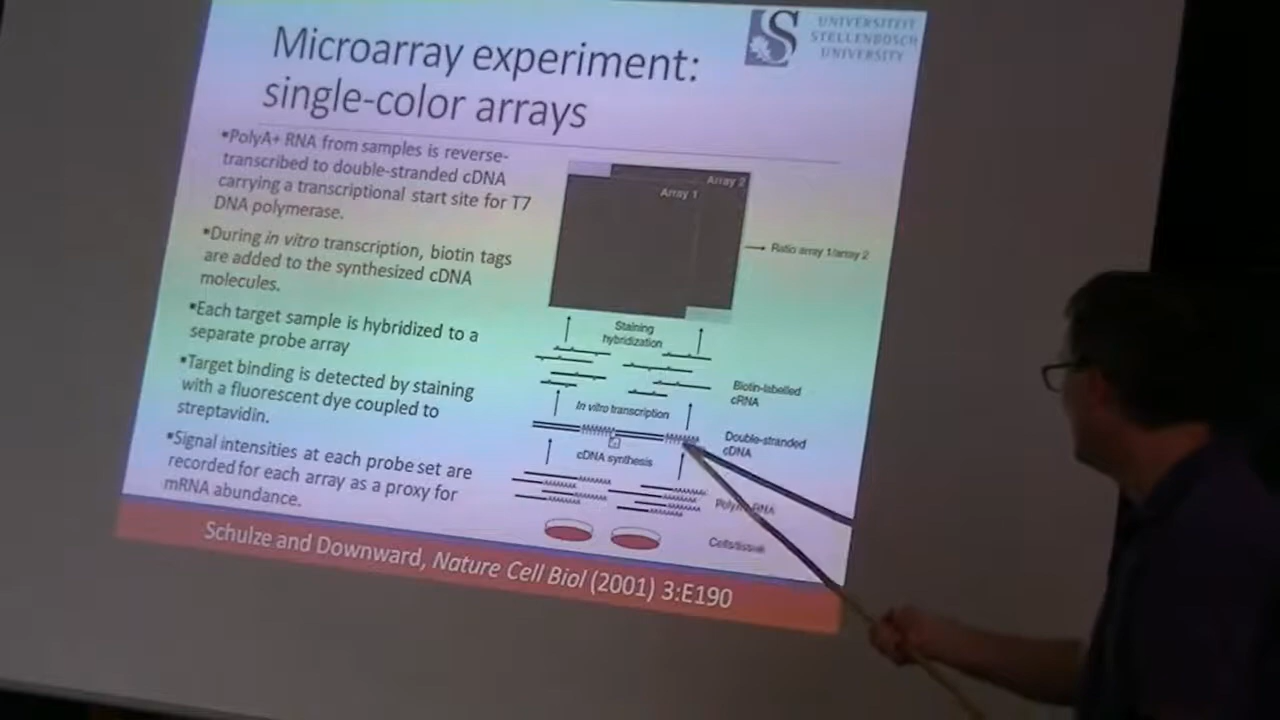 UNIVERSITEIT
STELLENBOSCH
UNIVERSITY
Microarray experiment:
single-color arrays
▪PolyA+ RNA from samples is reverse-
transcribed to double-stranded cDNA
carrying a transcriptional start site for T7
DNA polymerase.
▪During in vitro transcription, biotin tags
are added to the synthesized cDNA
molecules.
▪Each target sample is hybridized to a
separate probe array
▪Target binding is detected by staining
with a fluorescent dye coupled to
streptavidin.
▪Signal intensities at each probe set are
recorded for each array as a proxy for
mRNA abundance.
Array 2
Array 1
Ratio array 1/array 2
Staining
hybridization
Biotin-labelled
cRNA
In vitro transcription
Double-stranded
cDNA
cDNA synthesis
RNA
Cells/tissue
Schulze and Downward, Nature Cell Biol (2001) 3:E190